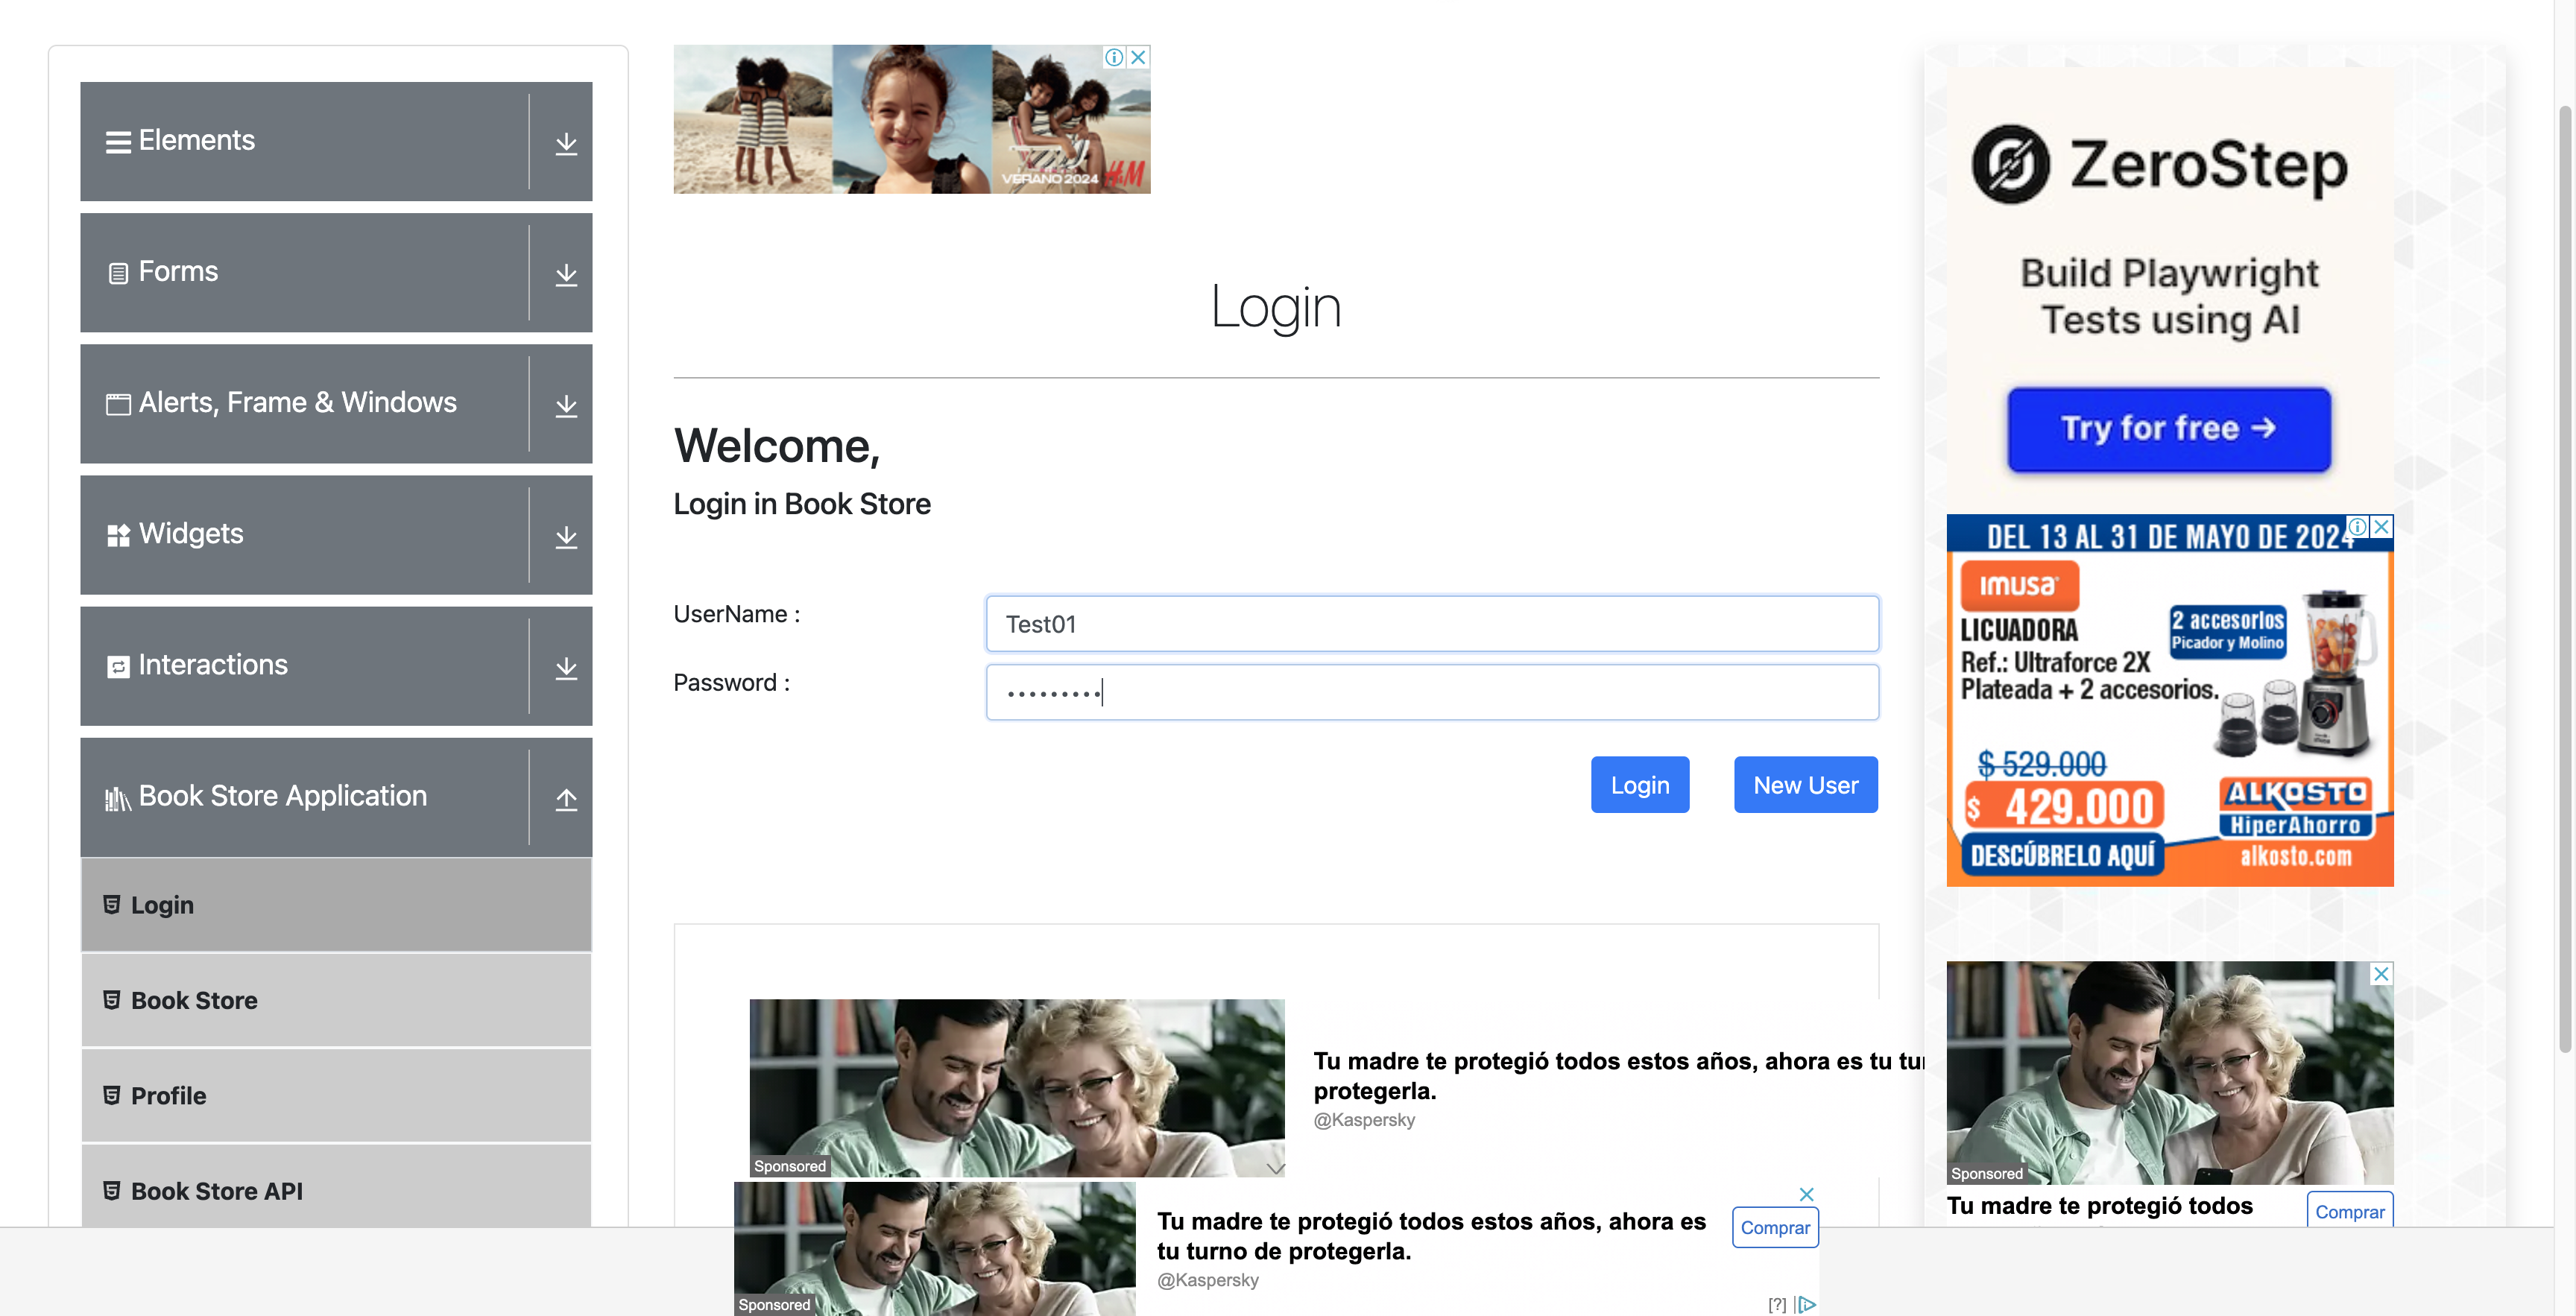 Elements
Forms
Alerts, Frame & Windows
Widgets
Interactions
Book Store Application
Login
Book Store
Profile
Book Store API
VERANO 2024 H&M
Login
Welcome,
Login in Book Store
UserName :
Test01
Password :
•••••••••
Login
New User
Sponsored
Tu madre te protegió todos estos años, ahora es tu tur
protegerla.
@Kaspersky
Sponsored
Tu madre te protegió todos estos años, ahora es
tu turno de protegerla.
@Kaspersky
Comprar
[?]
ZeroStep
Build Playwright
Tests using AI
Try for free →
DEL 13 AL 31 DE MAYO DE 2024
imusa
LICUADORA
Ref.: Ultraforce 2X
Plateada + 2 accesorios.
2 accesorios
Picador y Molino
$ 529.000
$ 429.000
DESCÚBRELO AQUÍ
ALKOSTO
HiperAhorro
alkosto.com
Sponsored
Tu madre te protegió todos
Comprar